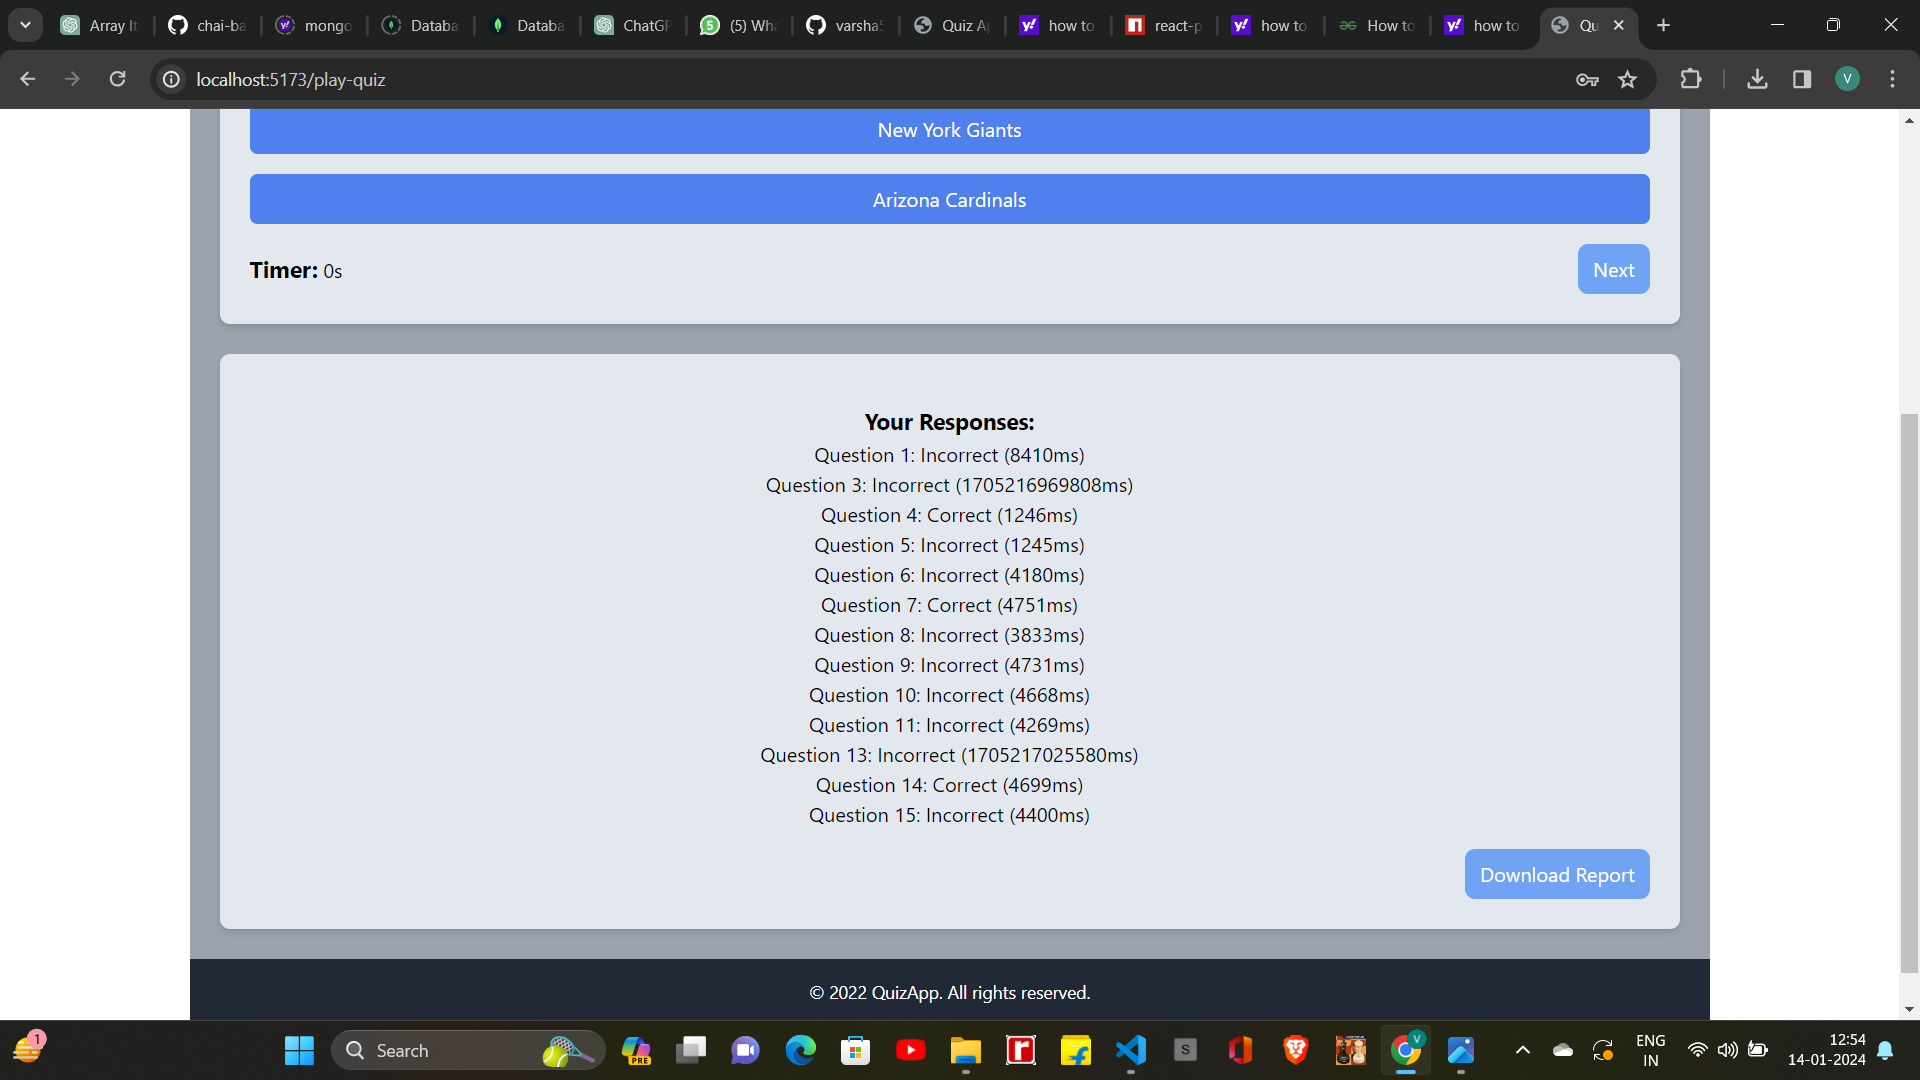 Array It
chai-ba
mongo
Databa
Databa
ChatGP
(5) Wha
varsha
Quiz A
how to
react-p
how to
How to
how to
Qu
localhost:5173/play-quiz
V
New York Giants
Arizona Cardinals
Timer: 0s
Next
Your Responses:
Question 1: Incorrect (8410ms)
Question 3: Incorrect (1705216969808ms)
Question 4: Correct (1246ms)
Question 5: Incorrect (1245ms)
Question 6: Incorrect (4180ms)
Question 7: Correct (4751ms)
Question 8: Incorrect (3833ms)
Question 9: Incorrect (4731ms)
Question 10: Incorrect (4668ms)
Question 11: Incorrect (4269ms)
Question 13: Incorrect (1705217025580ms)
Question 14: Correct (4699ms)
Question 15: Incorrect (4400ms)
Download Report
© 2022 QuizApp. All rights reserved.
1
Search
PRE
ENG
IN
12:54
14-01-2024